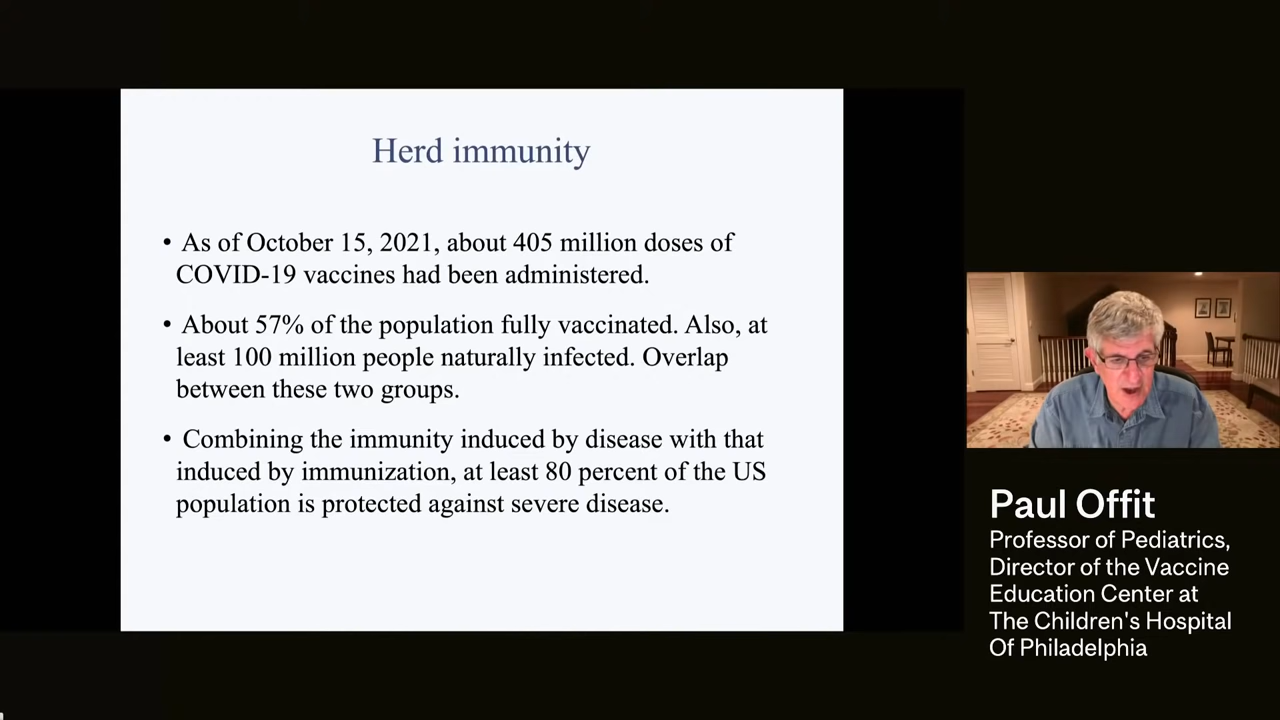 Herd immunity
• As of October 15, 2021, about 405 million doses of
COVID-19 vaccines had been administered.
• About 57% of the population fully vaccinated. Also, at
least 100 million people naturally infected. Overlap
between these two groups.
• Combining the immunity induced by disease with that
induced by immunization, at least 80 percent of the US
population is protected against severe disease.
Paul Offit
Professor of Pediatrics,
Director of the Vaccine
Education Center at
The Children's Hospital
Of Philadelphia